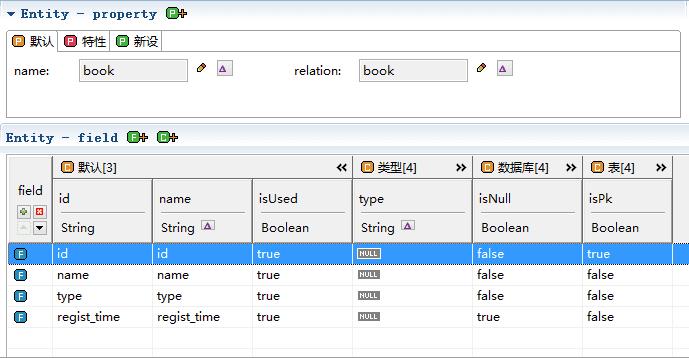 Entity - property P+
P 默认 P 特性 P 新设
name: book relation: book
Entity - field F+ C+
C 默认[3] C 类型[4] C 数据库[4] C 表[4]
field id name isUsed type isNull isPk
String String Boolean String Boolean Boolean
F id id true NULL false true
F name name true NULL false false
F type type true NULL false false
F regist_time regist_time true NULL true false